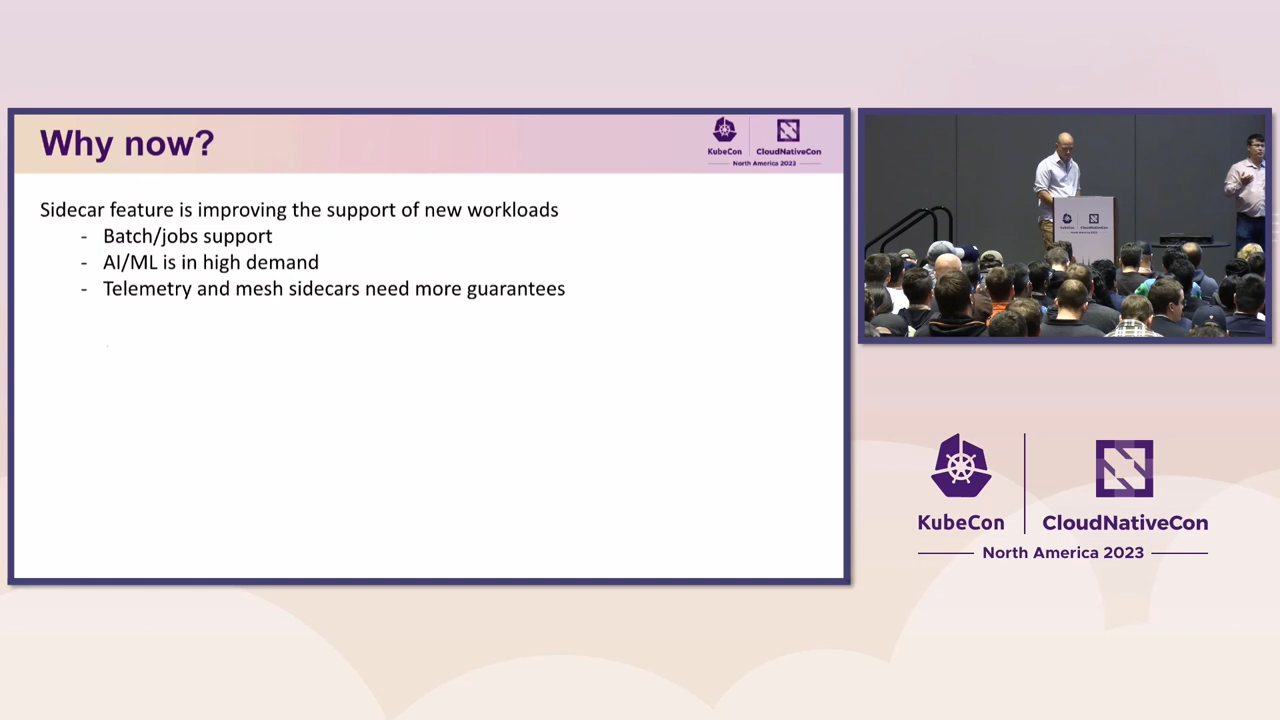 Why now?
KubeCon
CloudNativeCon
North America 2023
Sidecar feature is improving the support of new workloads
- Batch/jobs support
- AI/ML is in high demand
- Telemetry and mesh sidecars need more guarantees
KubeCon
CloudNativeCon
North America 2023